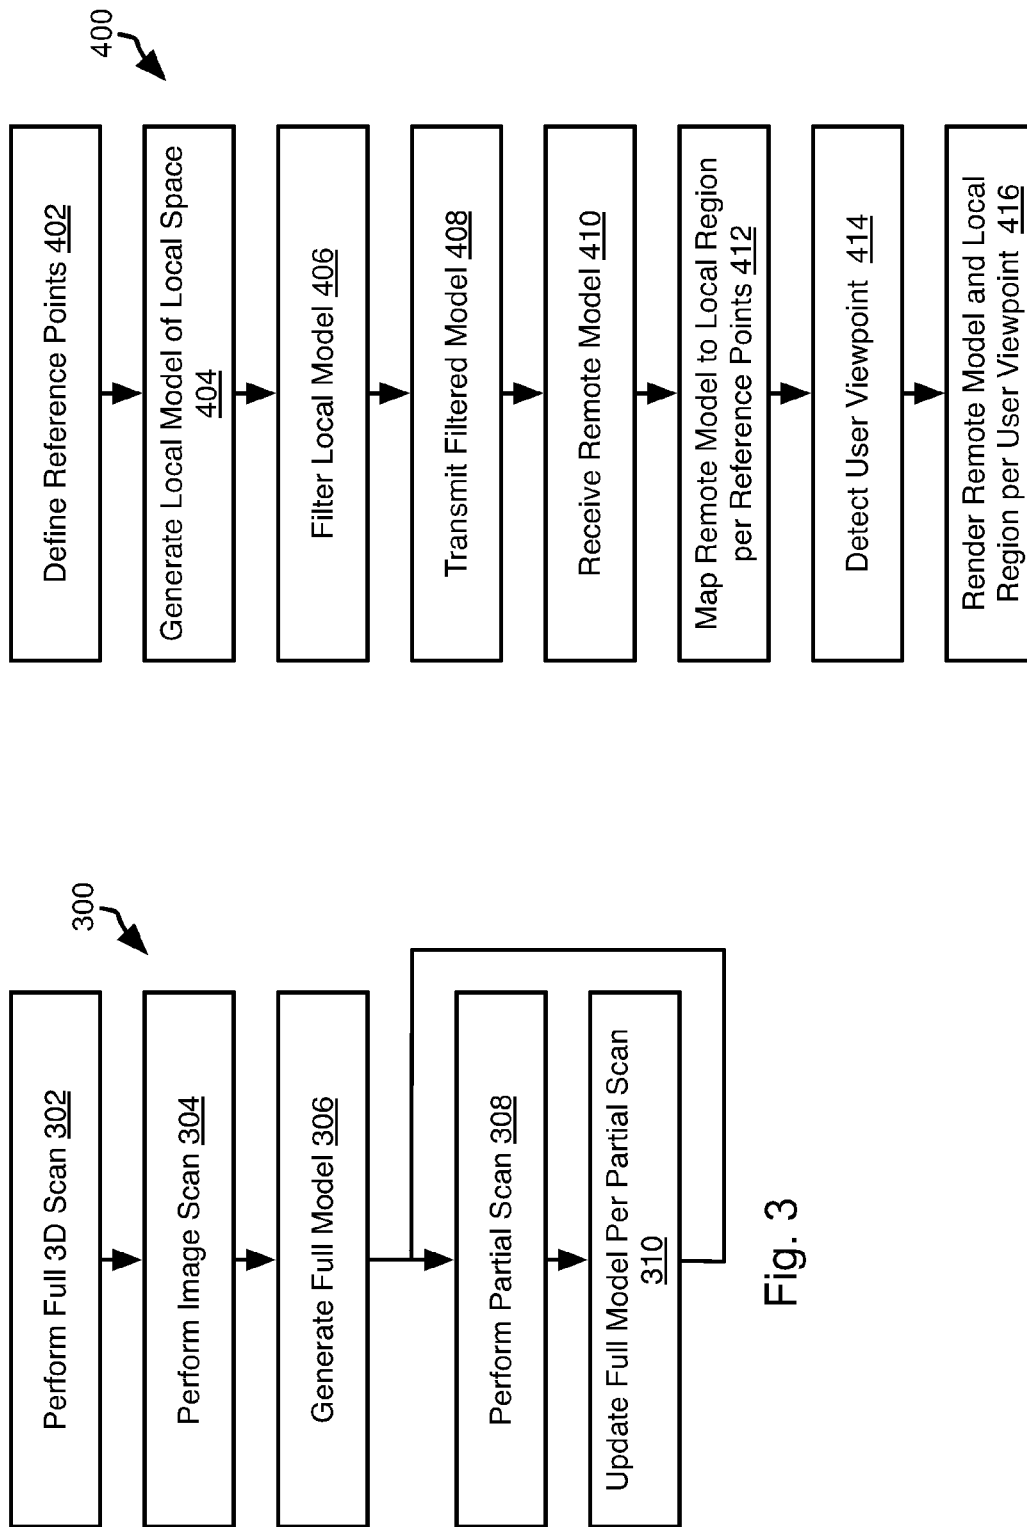 300
Perform Full 3D Scan 302
Perform Image Scan 304
Generate Full Model 306
Perform Partial Scan 308
Update Full Model Per Partial Scan
310
Fig. 3
400
Define Reference Points 402
Generate Local Model of Local Space
404
Filter Local Model 406
Transmit Filtered Model 408
Receive Remote Model 410
Map Remote Model to Local Region
per Reference Points 412
Detect User Viewpoint 414
Render Remote Model and Local
Region per User Viewpoint 416